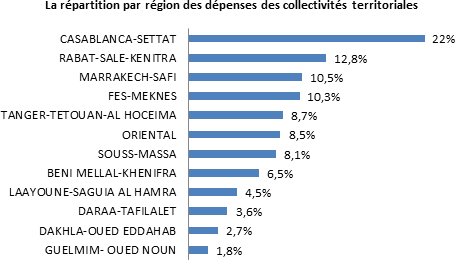 La répartition par région des dépenses des collectivités territoriales
CASABLANCA-SETTAT 22%
RABAT-SALE-KENITRA 12,8%
MARRAKECH-SAFI 10,5%
FES-MEKNES 10,3%
TANGER-TETOUAN-AL HOCEIMA 8,7%
ORIENTAL 8,5%
SOUSS-MASSA 8,1%
BENI MELLAL-KHENIFRA 6,5%
LAAYOUNE-SAGUIA AL HAMRA 4,5%
DARAA-TAFILALET 3,6%
DAKHLA-OUED EDDAHAB 2,7%
GUELMIM- OUED NOUN 1,8%